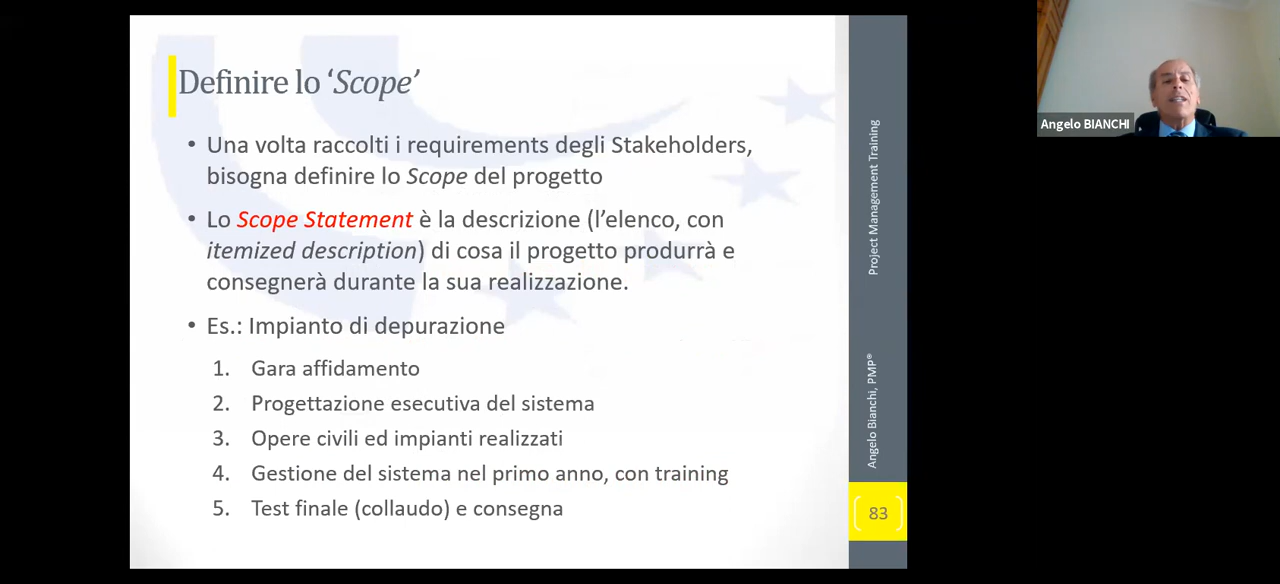 Definire lo ‘Scope’
• Una volta raccolti i requirements degli Stakeholders,
bisogna definire lo Scope del progetto
• Lo Scope Statement è la descrizione (l’elenco, con
itemized description) di cosa il progetto produrrà e
consegnerà durante la sua realizzazione.
• Es.: Impianto di depurazione
1. Gara affidamento
2. Progettazione esecutiva del sistema
3. Opere civili ed impianti realizzati
4. Gestione del sistema nel primo anno, con training
5. Test finale (collaudo) e consegna
Project Management Training
Angelo Bianchi, PMP®
83
Angelo BIANCHI